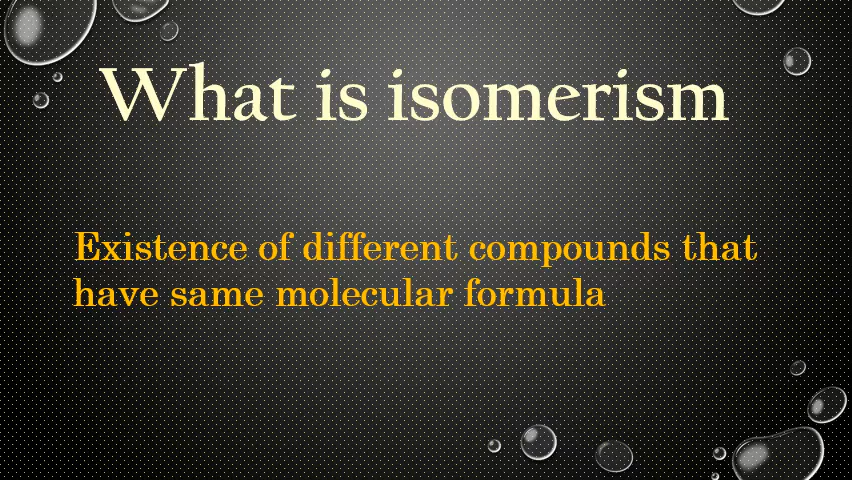 What is isomerism
Existence of different compounds that
have same molecular formula